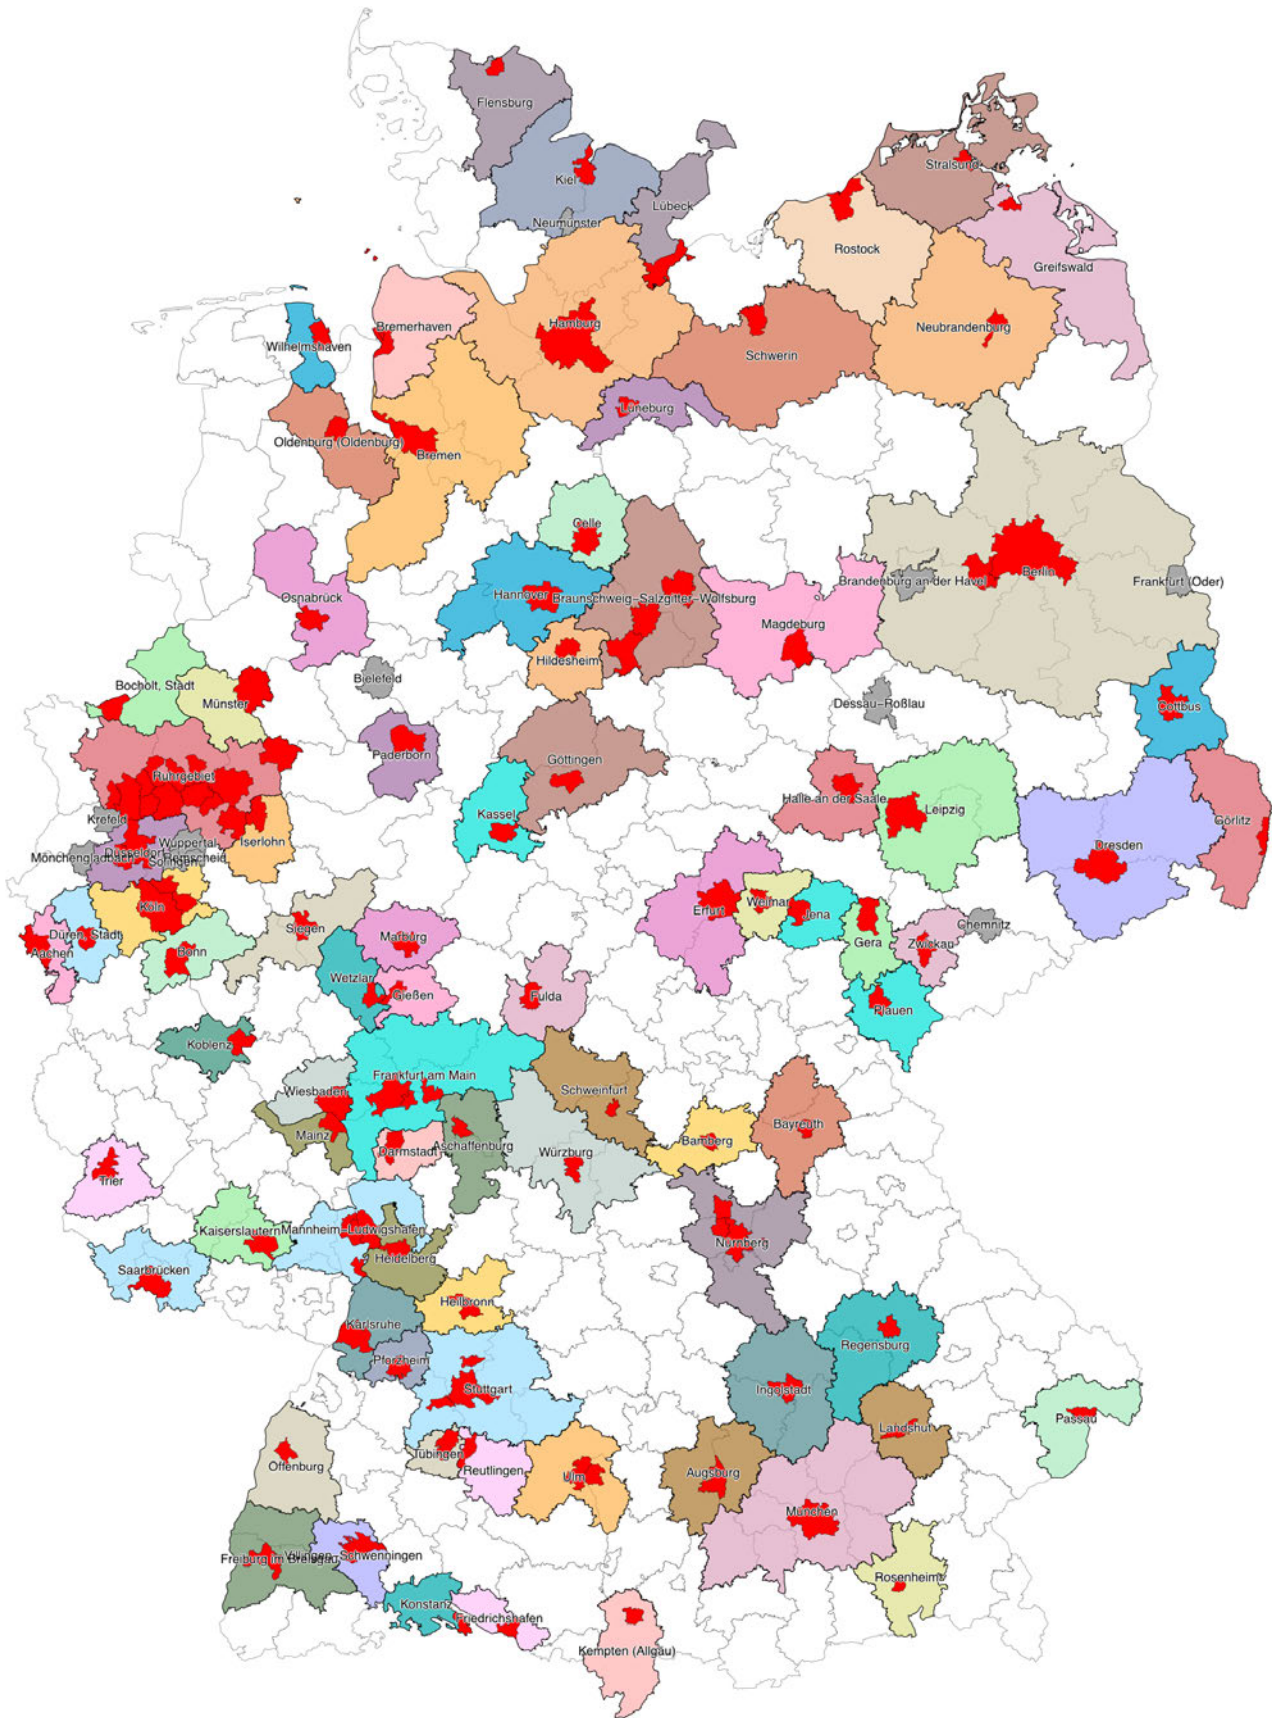 Flensburg
Kiel
Neumünster
Lübeck
Stralsund
Rostock
Greifswald
Hamburg
Bremerhaven
Wilhelmshaven
Schwerin
Neubrandenburg
Lüneburg
Oldenburg (Oldenburg)
Bremen
Celle
Hannover
Braunschweig-Salzgitter-Wolfsburg
Osnabrück
Brandenburg an der Havel
Berlin
Frankfurt (Oder)
Magdeburg
Hildesheim
Bielefeld
Bocholt, Stadt
Münster
Dessau-Roßlau
Cottbus
Paderborn
Göttingen
Ruhrgebiet
Kassel
Halle an der Saale
Leipzig
Görlitz
Krefeld
Iserlohn
Wuppertal
Düsseldorf
Mönchengladbach
Remscheid
Solingen
Dresden
Köln
Erfurt
Weimar
Jena
Gera
Zwickau
Chemnitz
Düren, Stadt
Siegen
Marburg
Aachen
Bonn
Wetzlar
Gießen
Fulda
Plauen
Koblenz
Wiesbaden
Frankfurt am Main
Schweinfurt
Mainz
Darmstadt
Aschaffenburg
Würzburg
Bamberg
Bayreuth
Trier
Kaiserslautern
Mannheim-Ludwigshafen
Heidelberg
Nürnberg
Saarbrücken
Heilbronn
Karlsruhe
Pforzheim
Regensburg
Stuttgart
Ingolstadt
Landshut
Passau
Offenburg
Tübingen
Reutlingen
Ulm
Augsburg
München
Freiburg im Breisgau
Villingen-Schwenningen
Rosenheim
Konstanz
Friedrichshafen
Kempten (Allgäu)